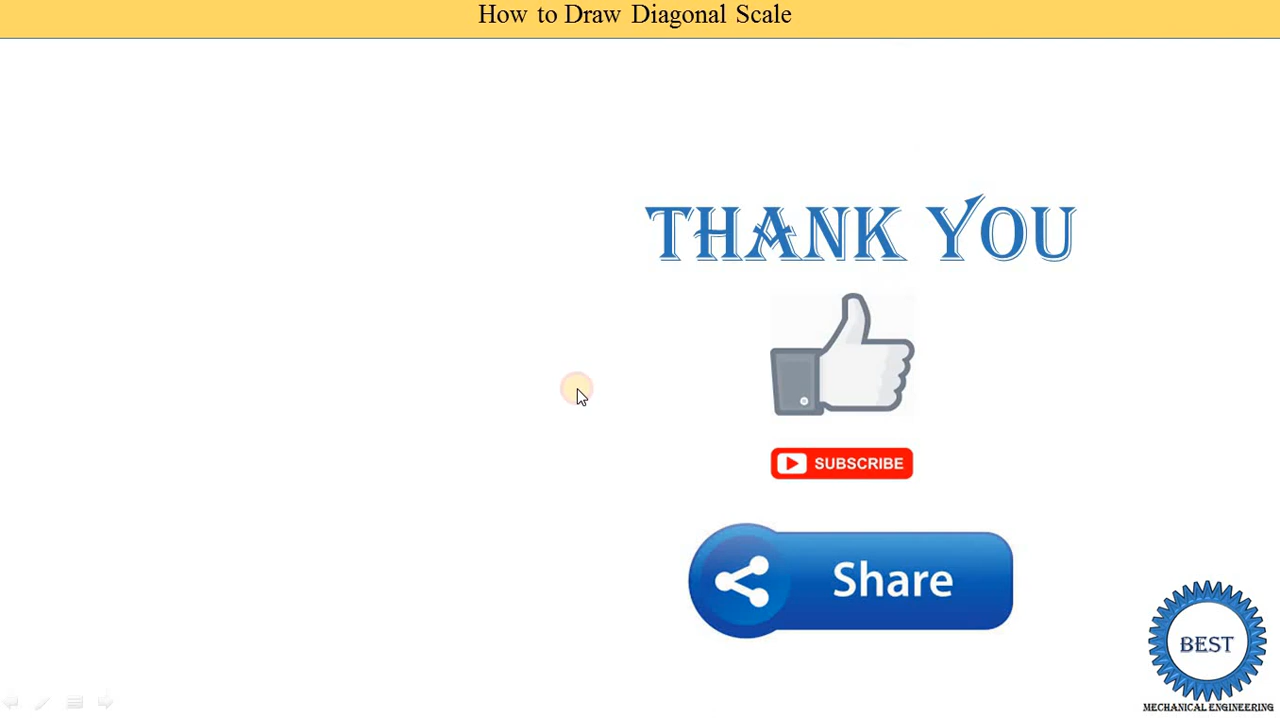 How to Draw Diagonal Scale
THANK YOU
SUBSCRIBE
Share
BEST
MECHANICAL ENGINEERING